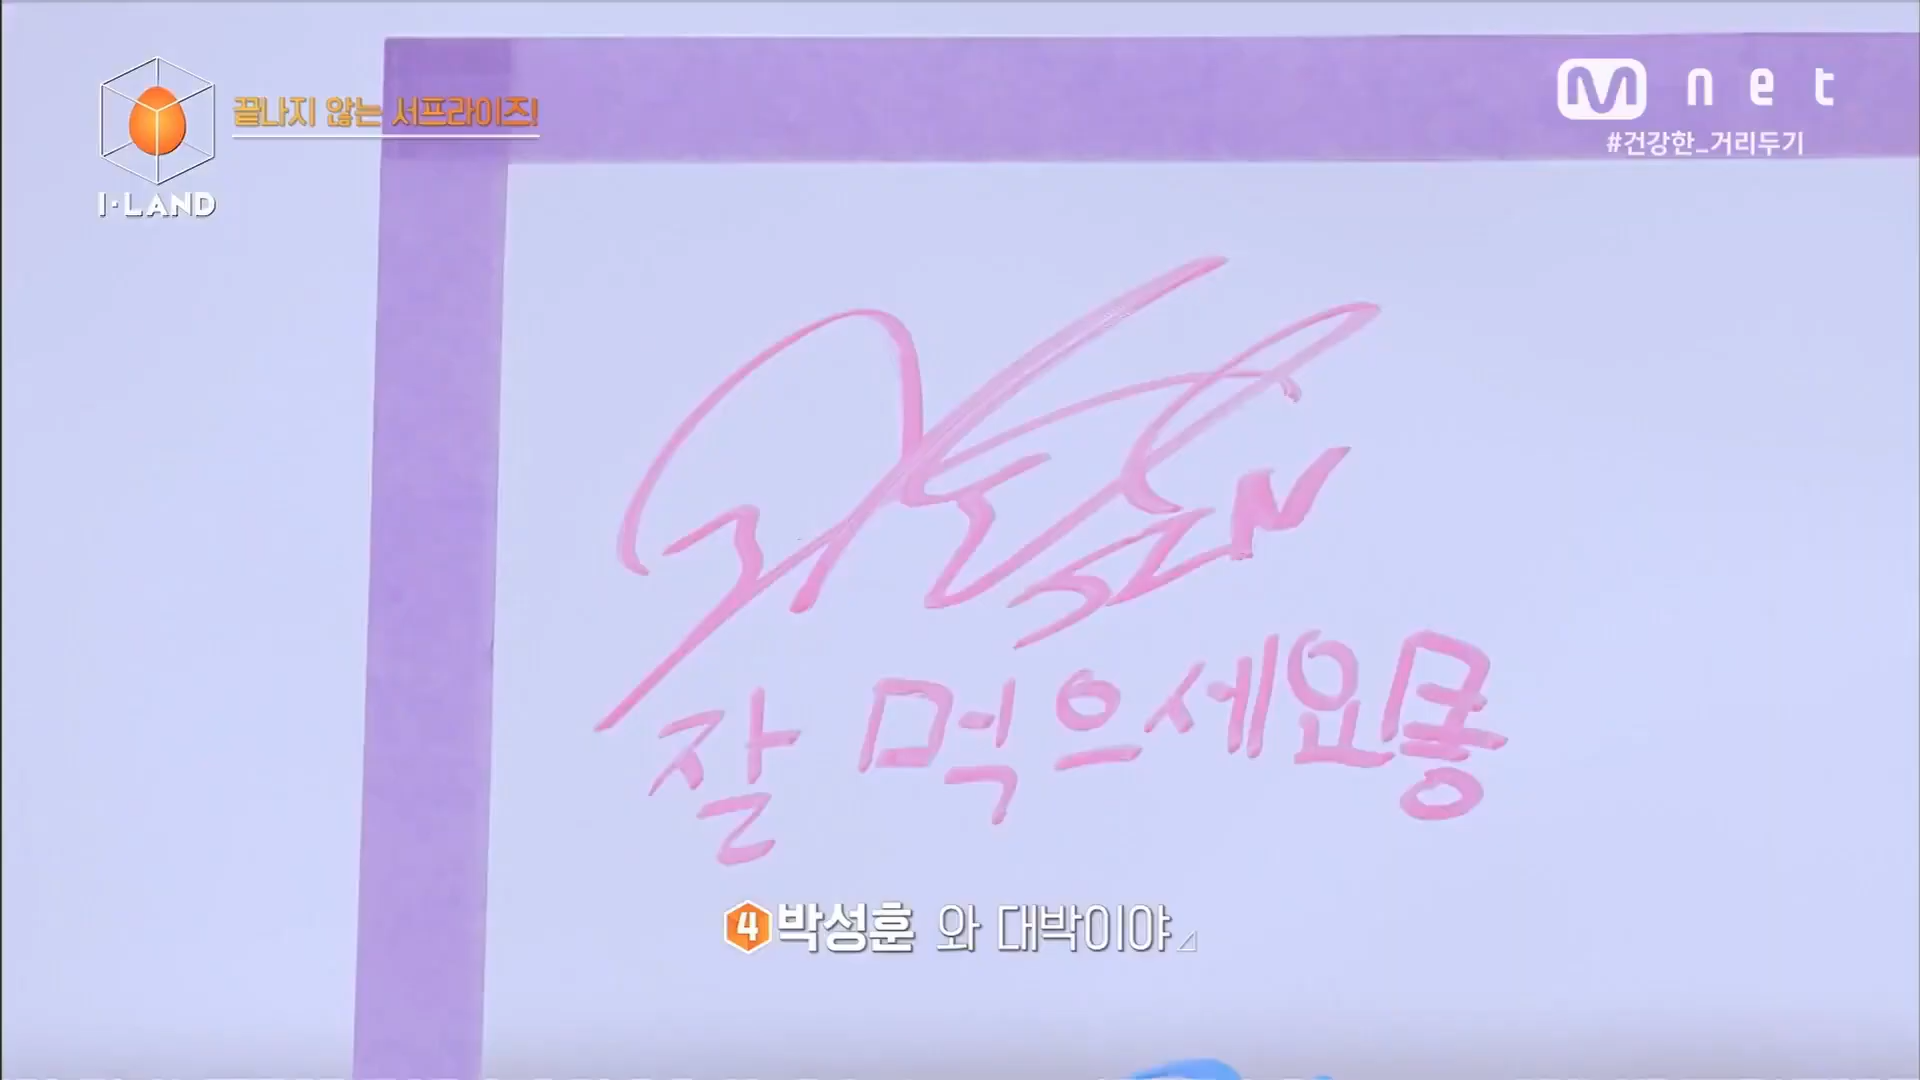 끝나지 않는 서프라이즈!
I·LAND
Mnet
#건강한_거리두기
잘 먹으세요옹
4 박성훈 와 대박이야